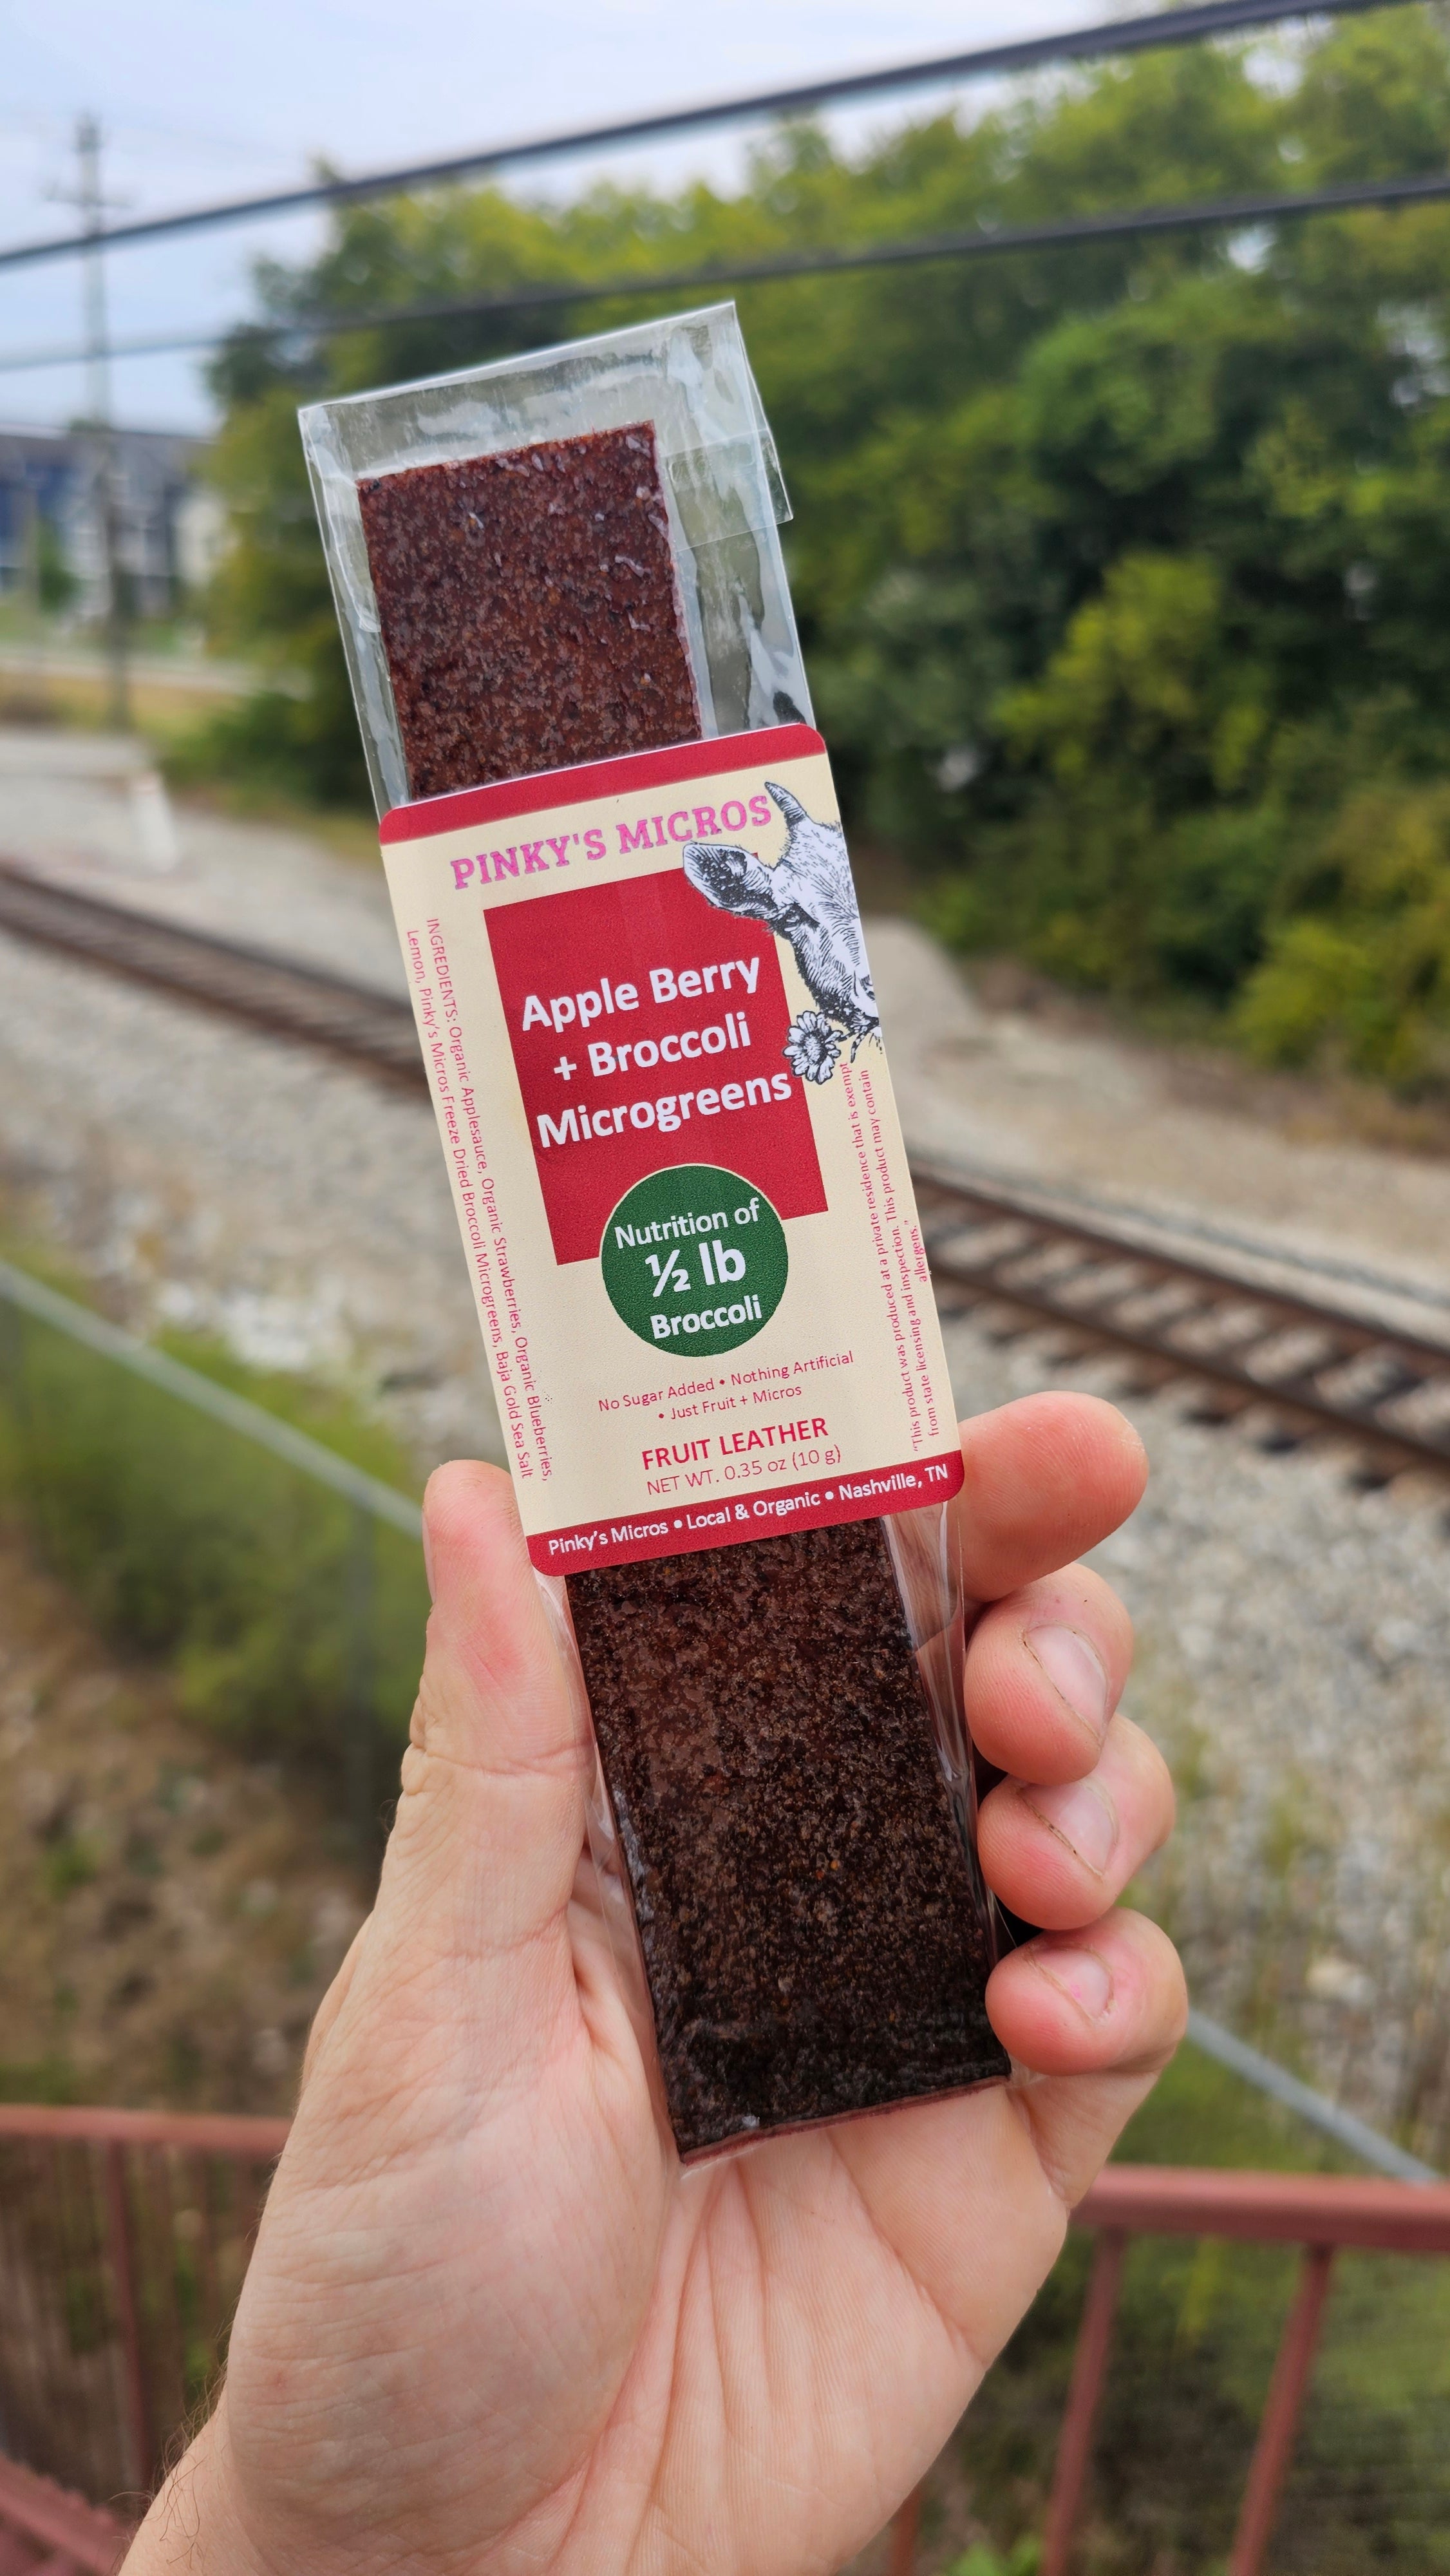 PINKY'S MICROS
Apple Berry
+ Broccoli
Microgreens
Nutrition of
½ lb
Broccoli
No Sugar Added • Nothing Artificial
• Just Fruit + Micros
FRUIT LEATHER
NET WT. 0.35 oz (10 g)
Pinky's Micros • Local & Organic • Nashville, TN
INGREDIENTS: Organic Applesauce, Organic Strawberries, Organic Blueberries,
Lemon, Pinky's Micros Freeze Dried Broccoli Microgreens, Baja Gold Sea Salt
"This product was produced at a private residence that is exempt
from state licensing and inspection. This product may contain
allergens."